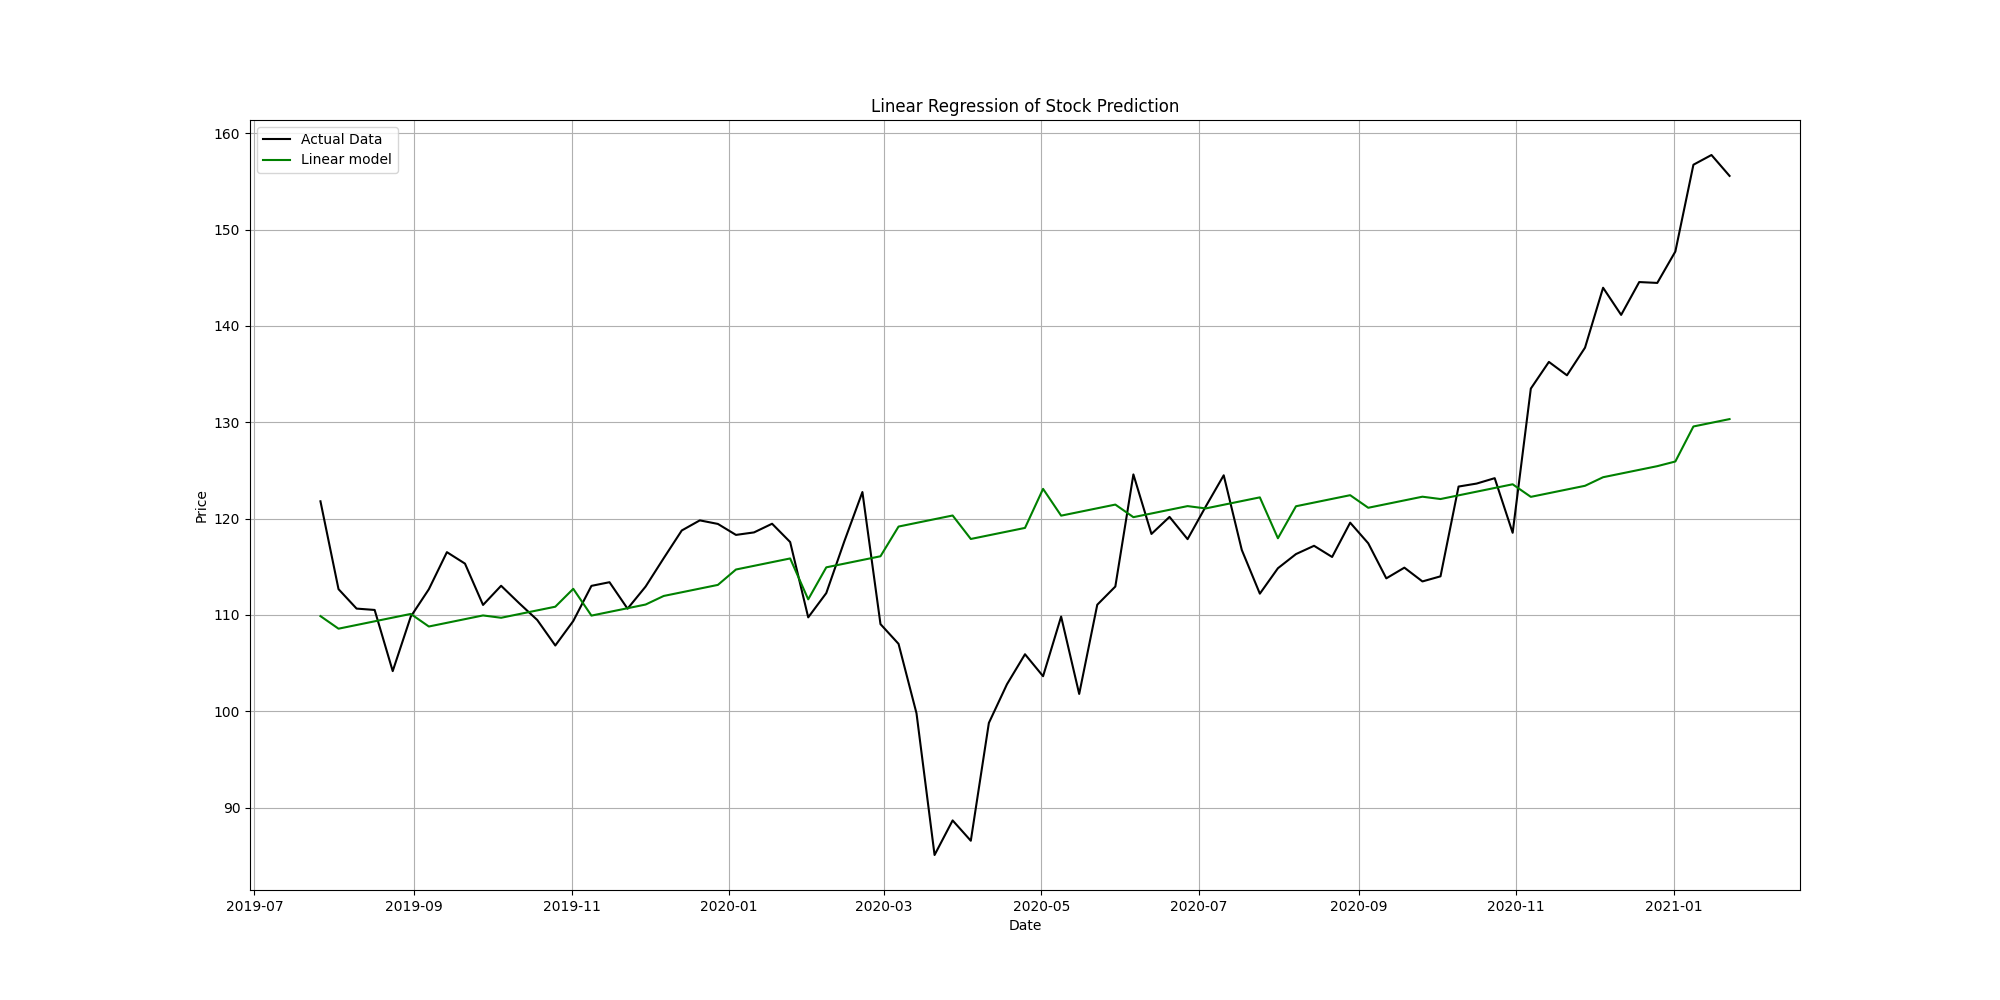 Linear Regression of Stock Prediction
Actual Data
Linear model
160
150
140
130
120
110
100
90
Price
2019-07 2019-09 2019-11 2020-01 2020-03 2020-05 2020-07 2020-09 2020-11 2021-01
Date